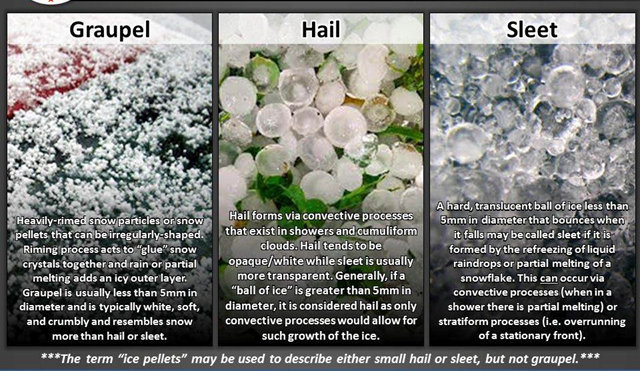 Graupel
Heavily-rimed snow particles or snow
pellets that can be irregularly-shaped.
Riming process acts to "glue" snow
crystals together and rain or partial
melting adds an icy outer layer.
Graupel is usually less than 5mm in
diameter and is typically white, soft,
and crumbly and resembles snow
more than hail or sleet.
Hail
Hail forms via convective processes
that exist in showers and cumuliform
clouds. Hail tends to be
opaque/white while sleet is usually
more transparent. Generally, if a
"ball of ice" is greater than 5mm in
diameter, it is considered hail as only
convective processes would allow for
such growth of the ice.
Sleet
A hard, translucent ball of ice less than
5mm in diameter that bounces when
it falls may be called sleet if it is
formed by the refreezing of liquid
raindrops or partial melting of a
snowflake. This can occur via
convective processes (when in a
shower there is partial melting) or
stratiform processes (i.e. overrunning
of a stationary front).
***The term "ice pellets" may be used to describe either small hail or sleet, but not graupel.***